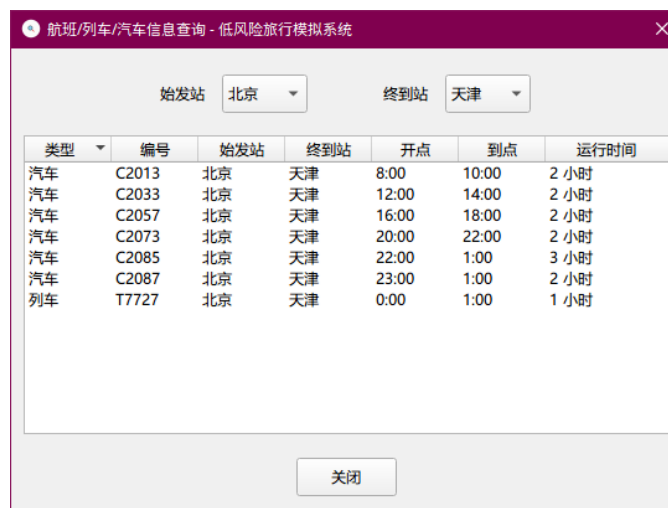 航班/列车/汽车信息查询 - 低风险旅行模拟系统
始发站 北京 终到站 天津
类型 编号 始发站 终到站 开点 到点 运行时间
汽车 C2013 北京 天津 8:00 10:00 2 小时
汽车 C2033 北京 天津 12:00 14:00 2 小时
汽车 C2057 北京 天津 16:00 18:00 2 小时
汽车 C2073 北京 天津 20:00 22:00 2 小时
汽车 C2085 北京 天津 22:00 1:00 3 小时
汽车 C2087 北京 天津 23:00 1:00 2 小时
列车 T7727 北京 天津 0:00 1:00 1 小时
关闭